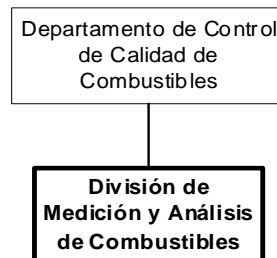 Departamento de Control
de Calidad de
Combustibles
División de
Medición y Análisis
de Combustibles